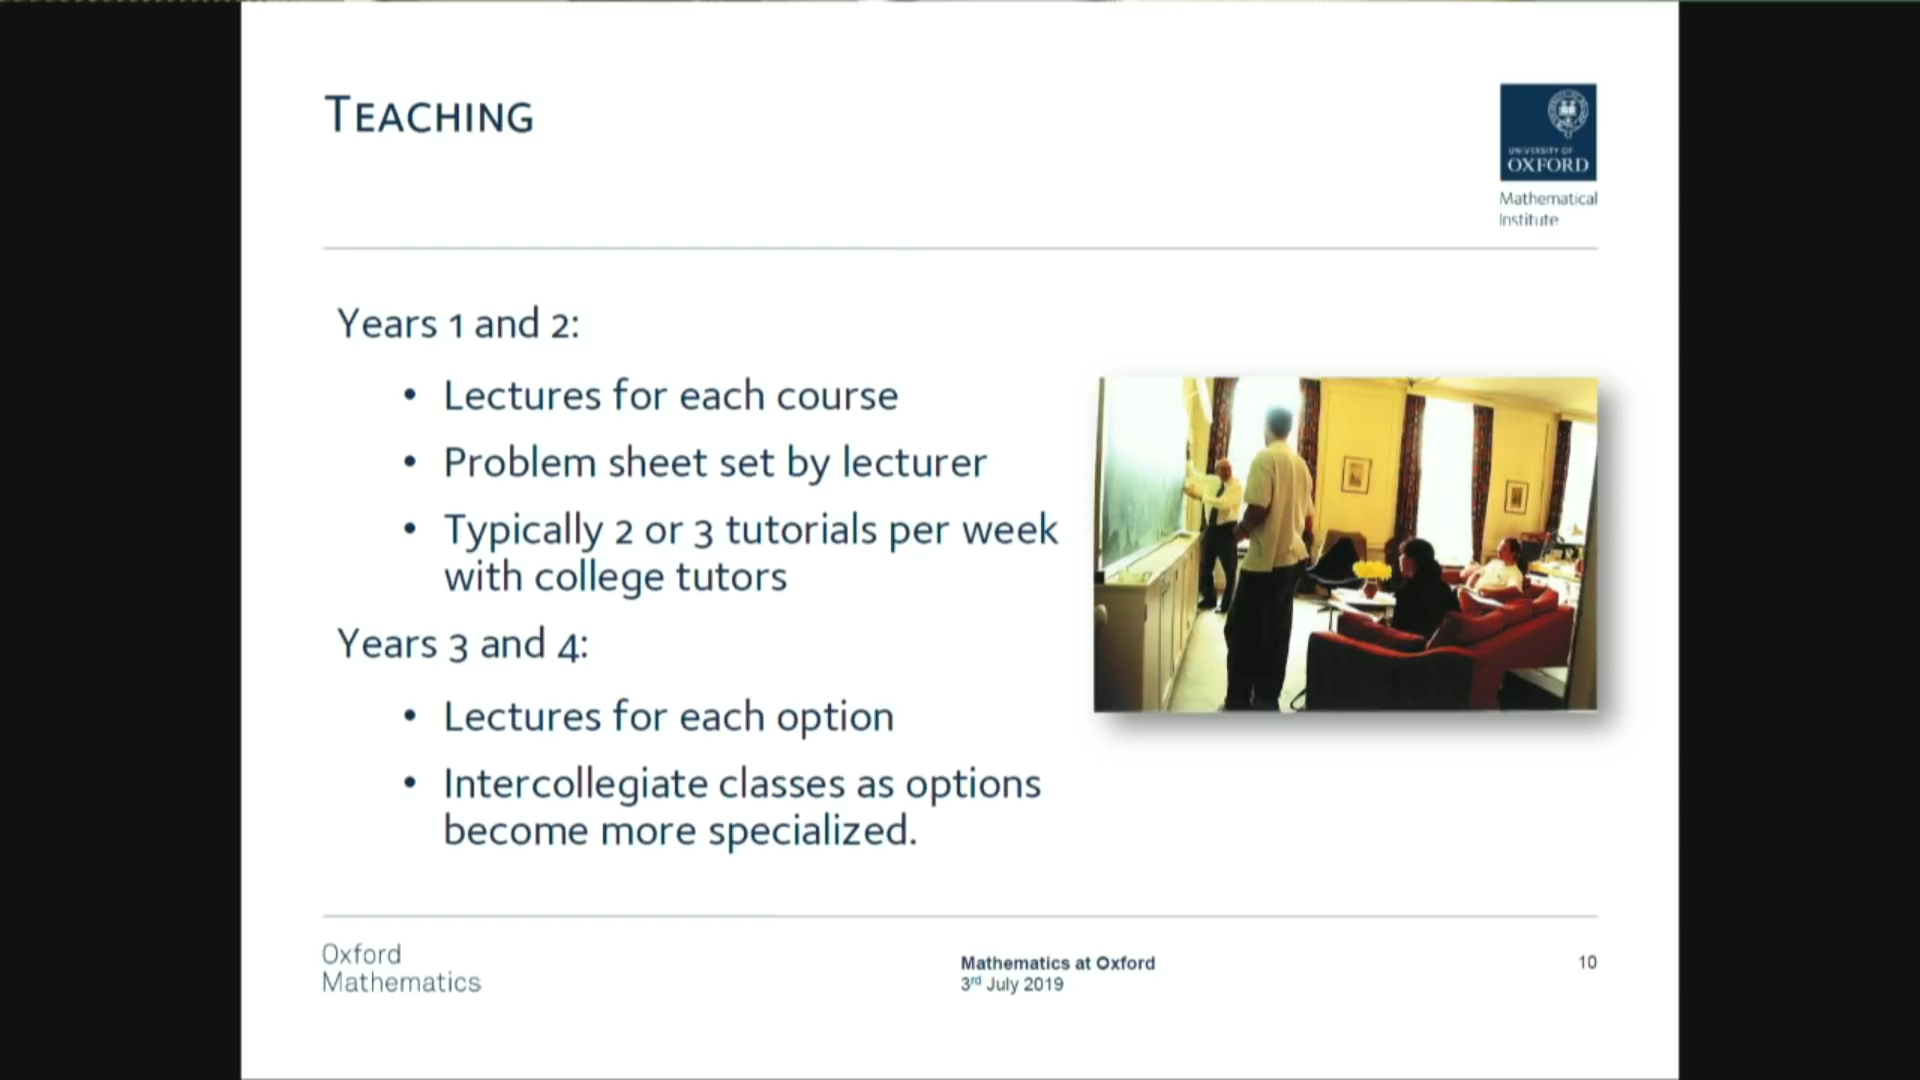 TEACHING
UNIVERSITY OF
OXFORD
Mathematical
Institute
Years 1 and 2:
• Lectures for each course
• Problem sheet set by lecturer
• Typically 2 or 3 tutorials per week
with college tutors
Years 3 and 4:
• Lectures for each option
• Intercollegiate classes as options
become more specialized.
Oxford
Mathematics
Mathematics at Oxford
3rd July 2019
10